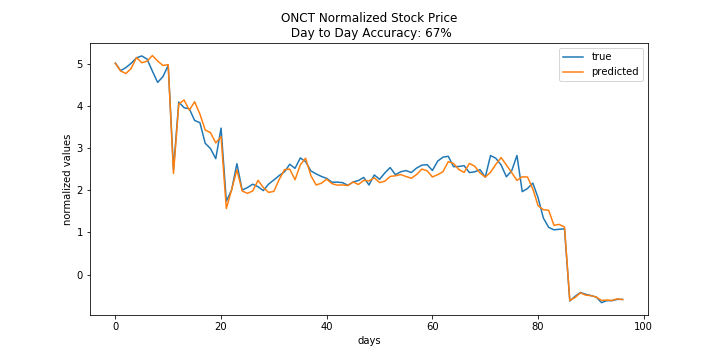 ONCT Normalized Stock Price
Day to Day Accuracy: 67%
true
predicted
normalized values
5
4
3
2
1
0
0
20
40
60
80
100
days